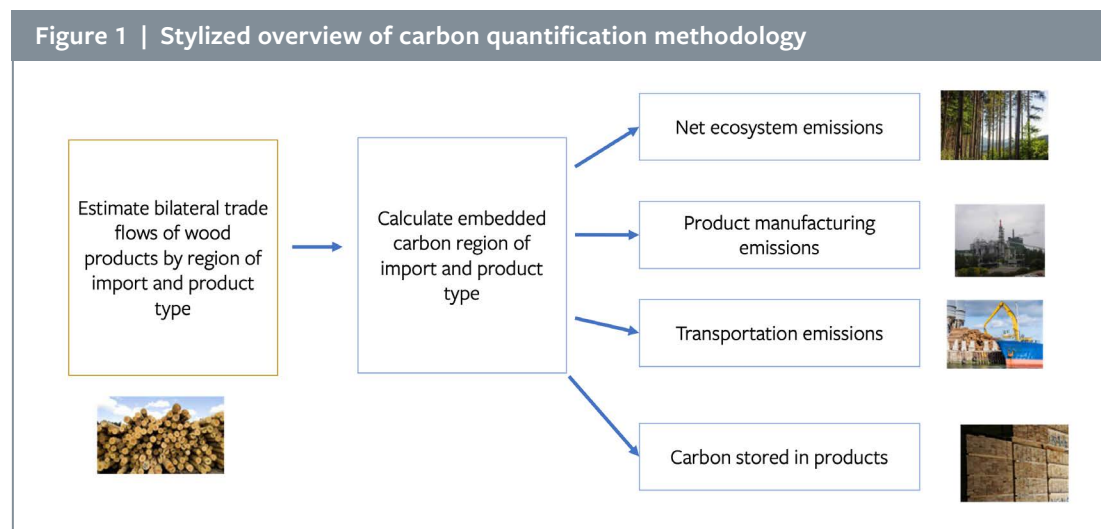 Figure 1 | Stylized overview of carbon quantification methodology
Estimate bilateral trade
flows of wood
products by region of
import and product
type
Calculate embedded
carbon region of
import and product
type
Net ecosystem emissions
Product manufacturing
emissions
Transportation emissions
Carbon stored in products